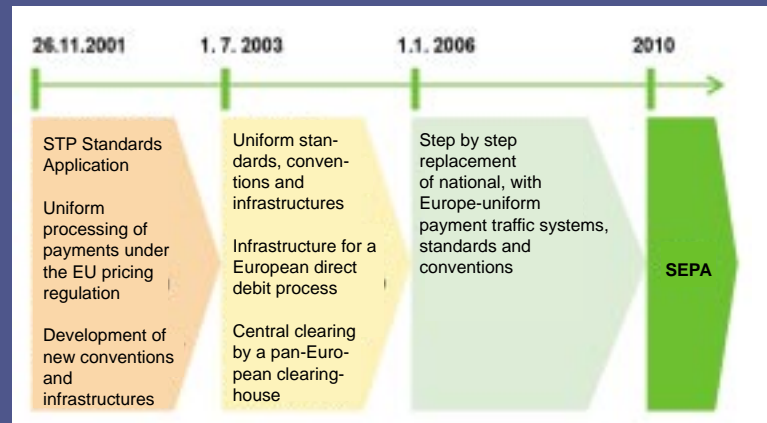 26.11.2001
1. 7. 2003
1.1. 2006
2010
STP Standards
Application
Uniform
processing of
payments under
the EU pricing
regulation
Development of
new conventions
and
infrastructures
Uniform stan-
dards, conven-
tions and
infrastructures
Infrastructure for a
European direct
debit process
Central clearing
by a pan-Euro-
pean clearing-
house
Step by step
replacement
of national, with
Europe-uniform
payment traffic systems,
standards and
conventions
SEPA